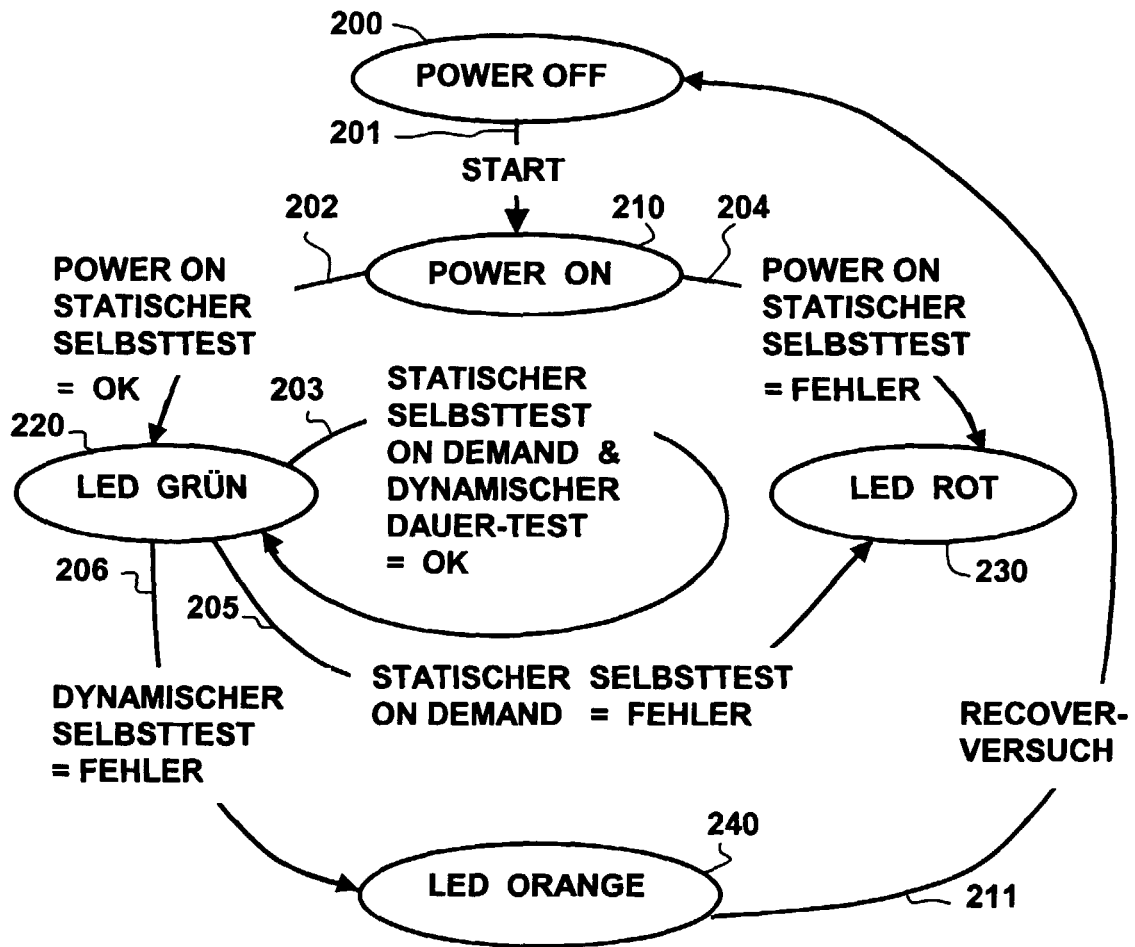 200
POWER OFF
201
START
202
210
204
POWER ON
POWER ON
STATISCHER
SELBSTTEST
= OK
POWER ON
STATISCHER
SELBSTTEST
= FEHLER
203
STATISCHER
SELBSTTEST
ON DEMAND &
DYNAMISCHER
DAUER-TEST
= OK
220
LED GRÜN
LED ROT
230
206
205
STATISCHER SELBSTTEST
ON DEMAND = FEHLER
DYNAMISCHER
SELBSTTEST
= FEHLER
RECOVER-
VERSUCH
240
LED ORANGE
211